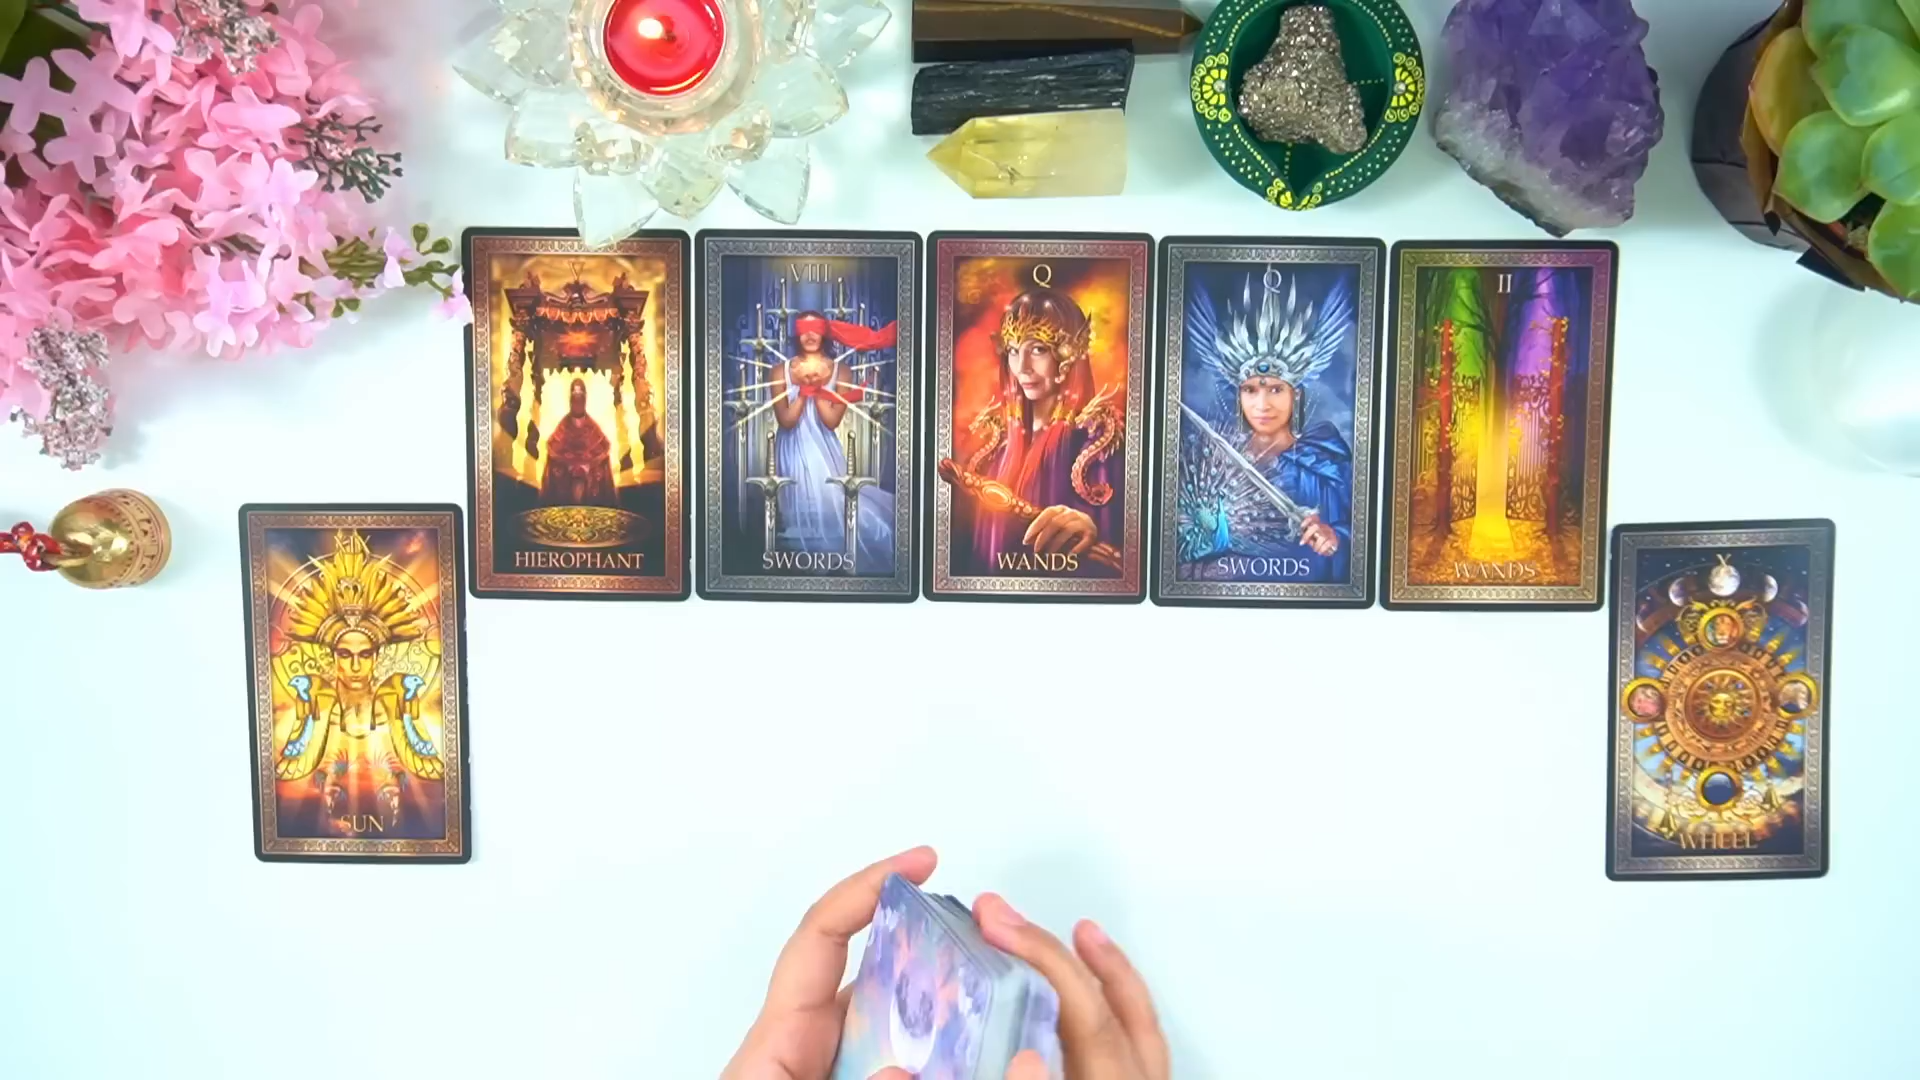 V
HIEROPHANT
VIII
SWORDS
Q
WANDS
Q
SWORDS
II
WANDS
XIX
SUN
X
WHEEL